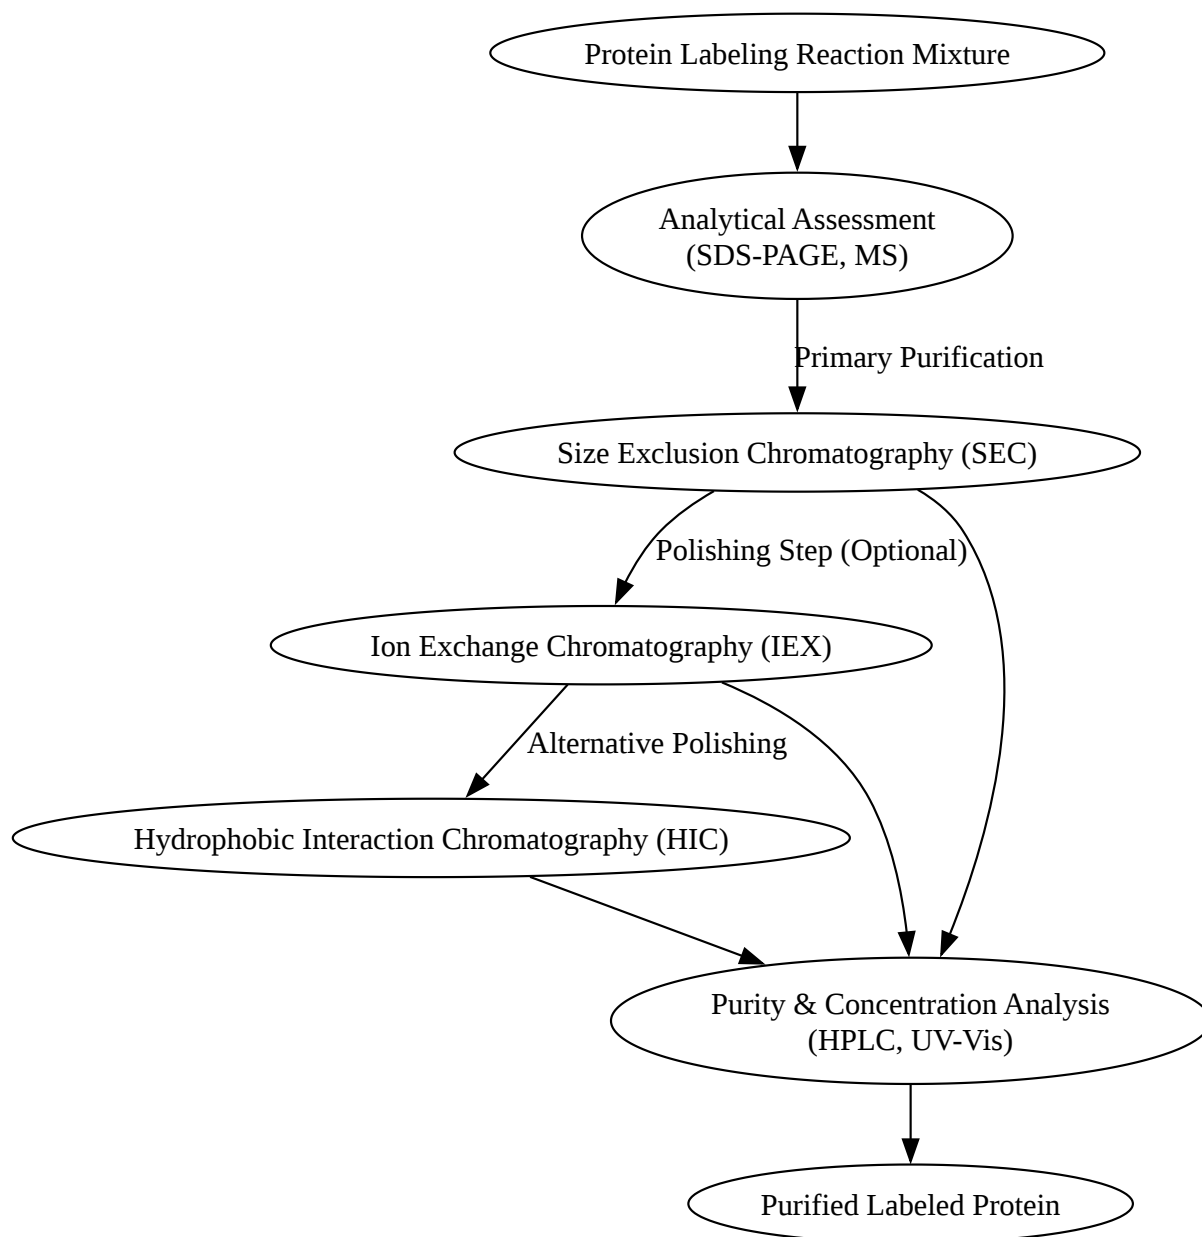 Protein Labeling Reaction Mixture
Analytical Assessment
(SDS-PAGE, MS)
Primary Purification
Size Exclusion Chromatography (SEC)
Polishing Step (Optional)
Ion Exchange Chromatography (IEX)
Alternative Polishing
Hydrophobic Interaction Chromatography (HIC)
Purity & Concentration Analysis
(HPLC, UV-Vis)
Purified Labeled Protein